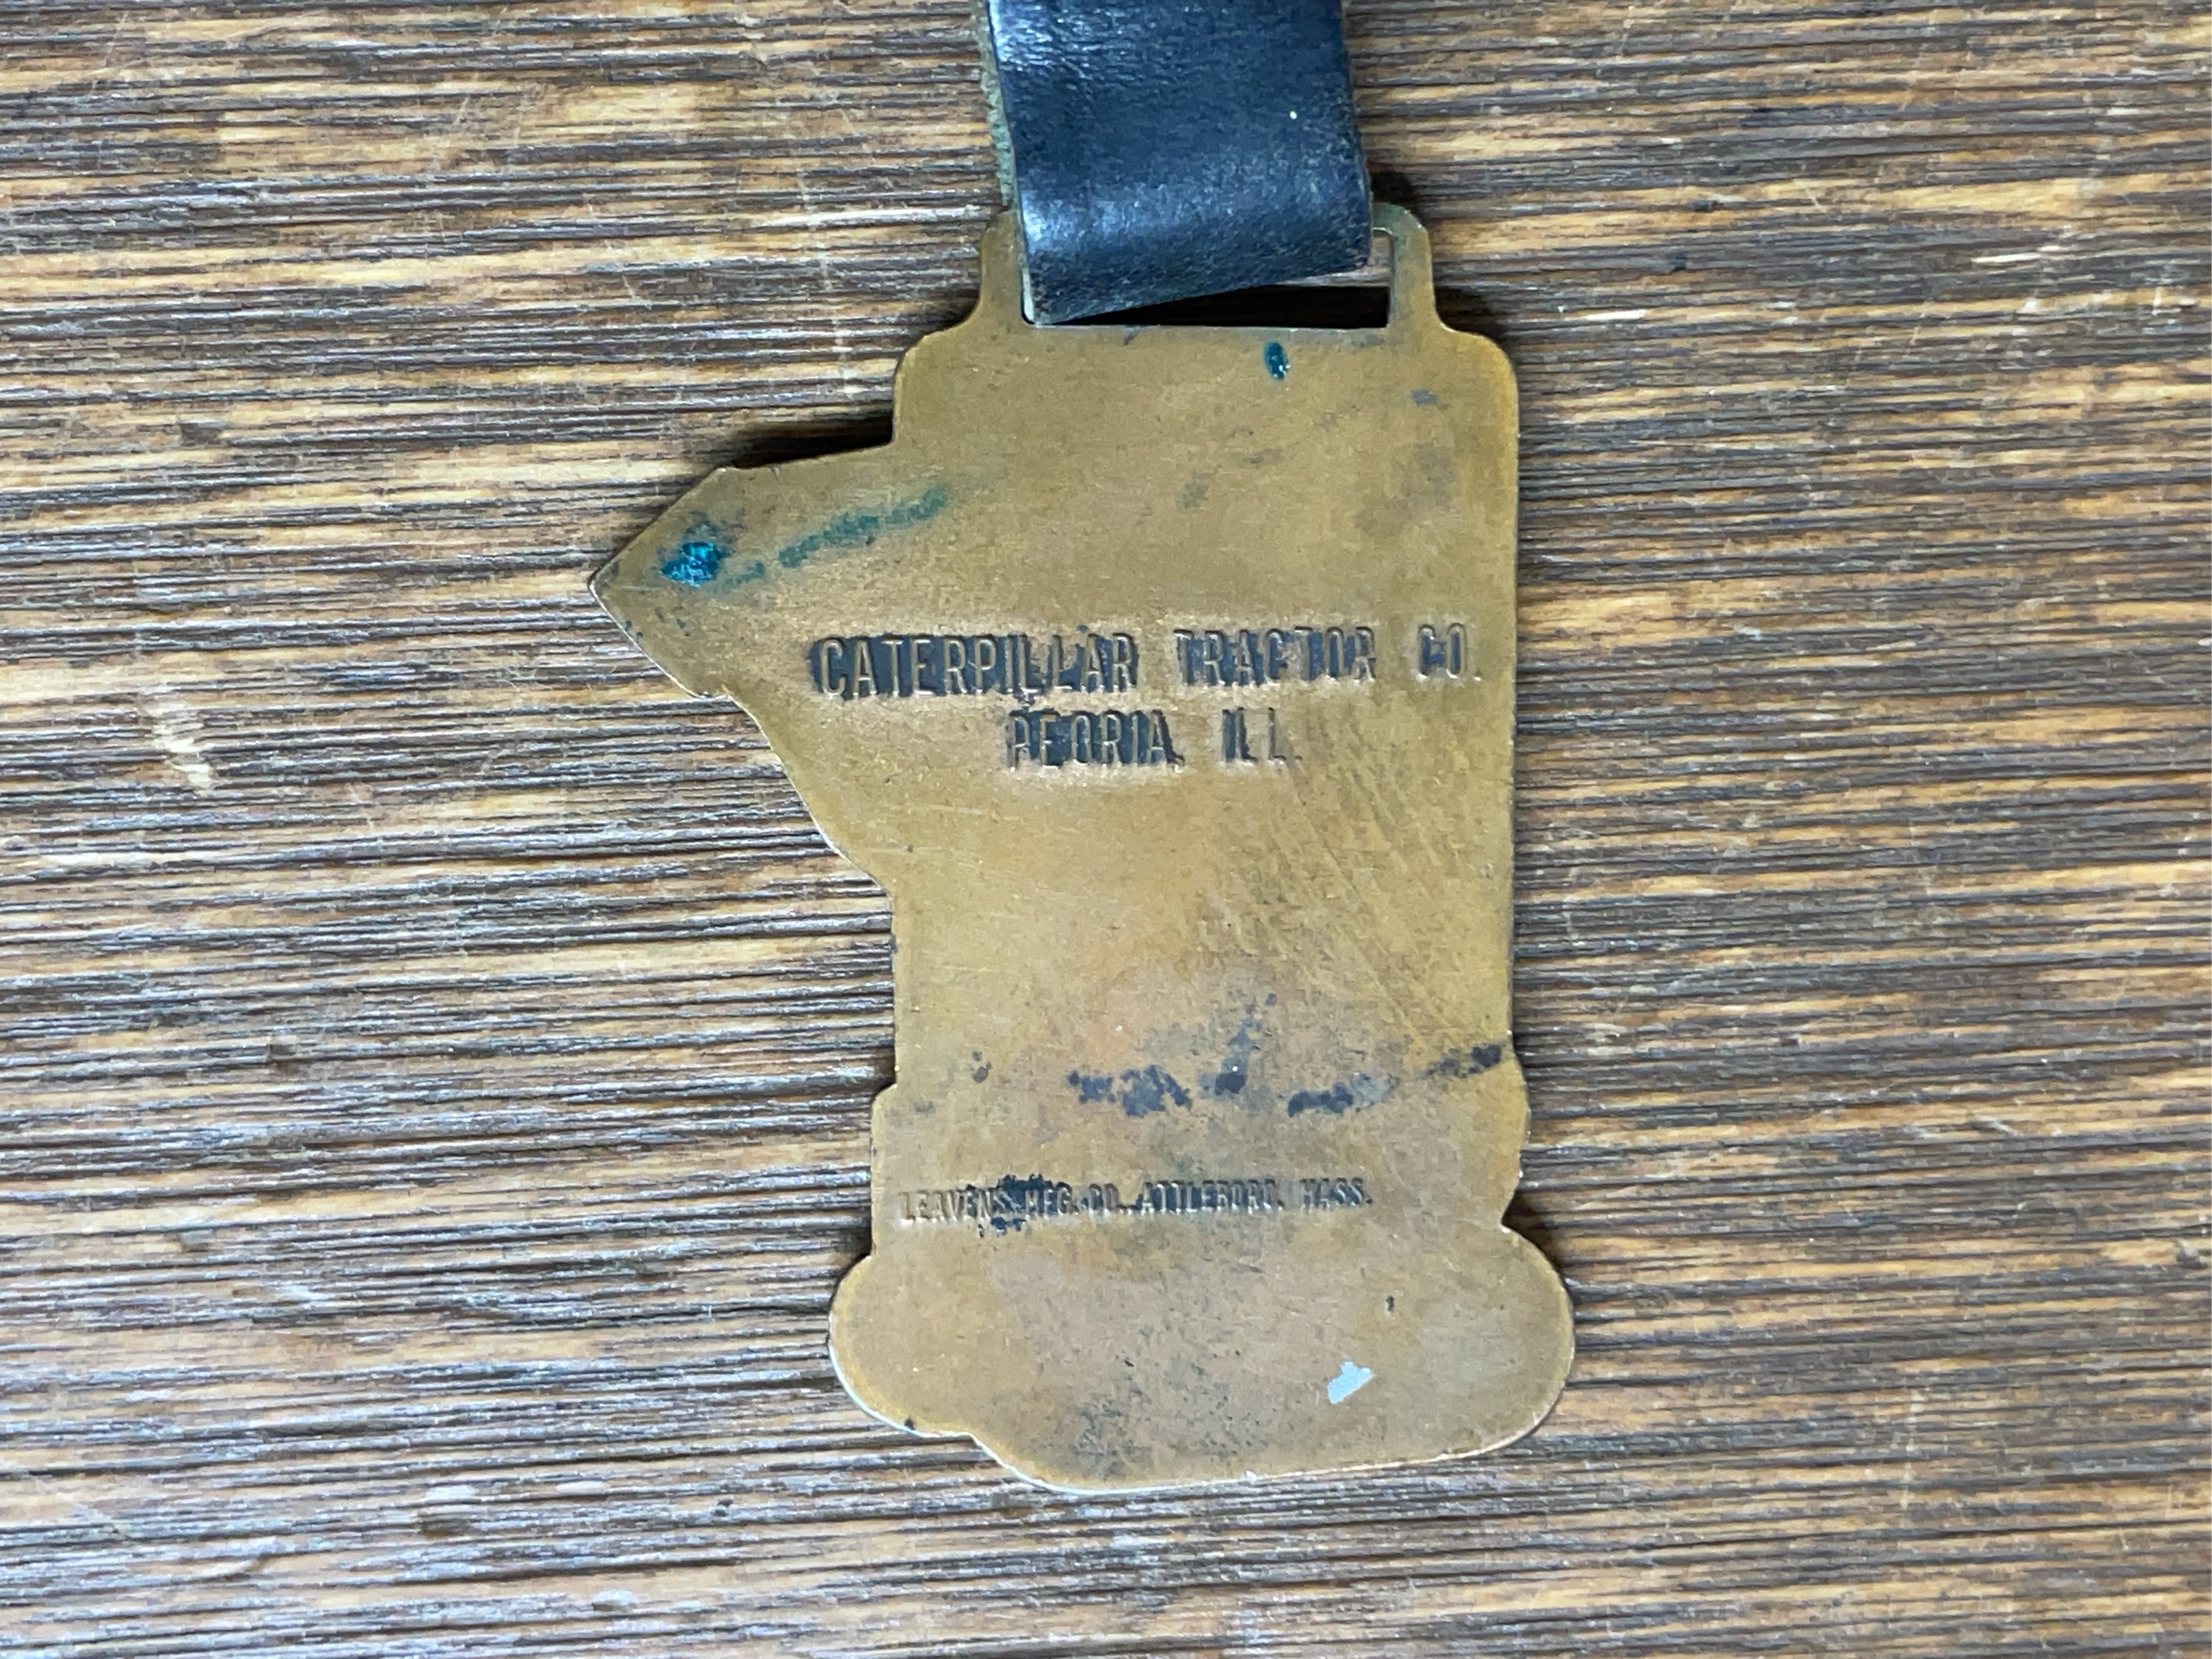 CATERPILLAR TRACTOR CO.
PEORIA, ILL.
LEAVENS MFG. CO., ATTLEBORO, MASS.